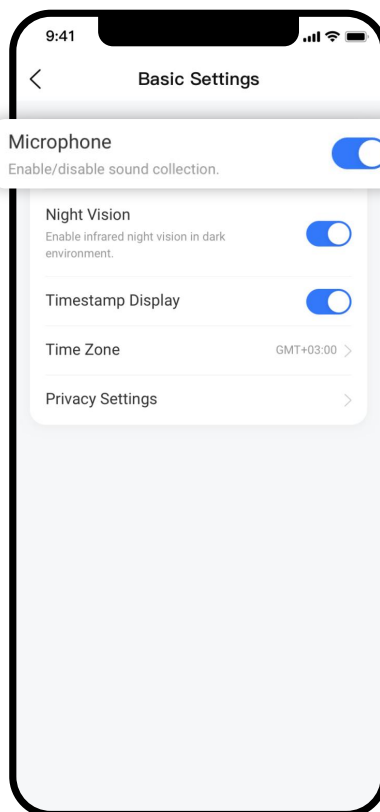 9:41
Basic Settings
Microphone
Enable/disable sound collection.
Night Vision
Enable infrared night vision in dark
environment.
Timestamp Display
Time Zone
GMT+03:00
Privacy Settings